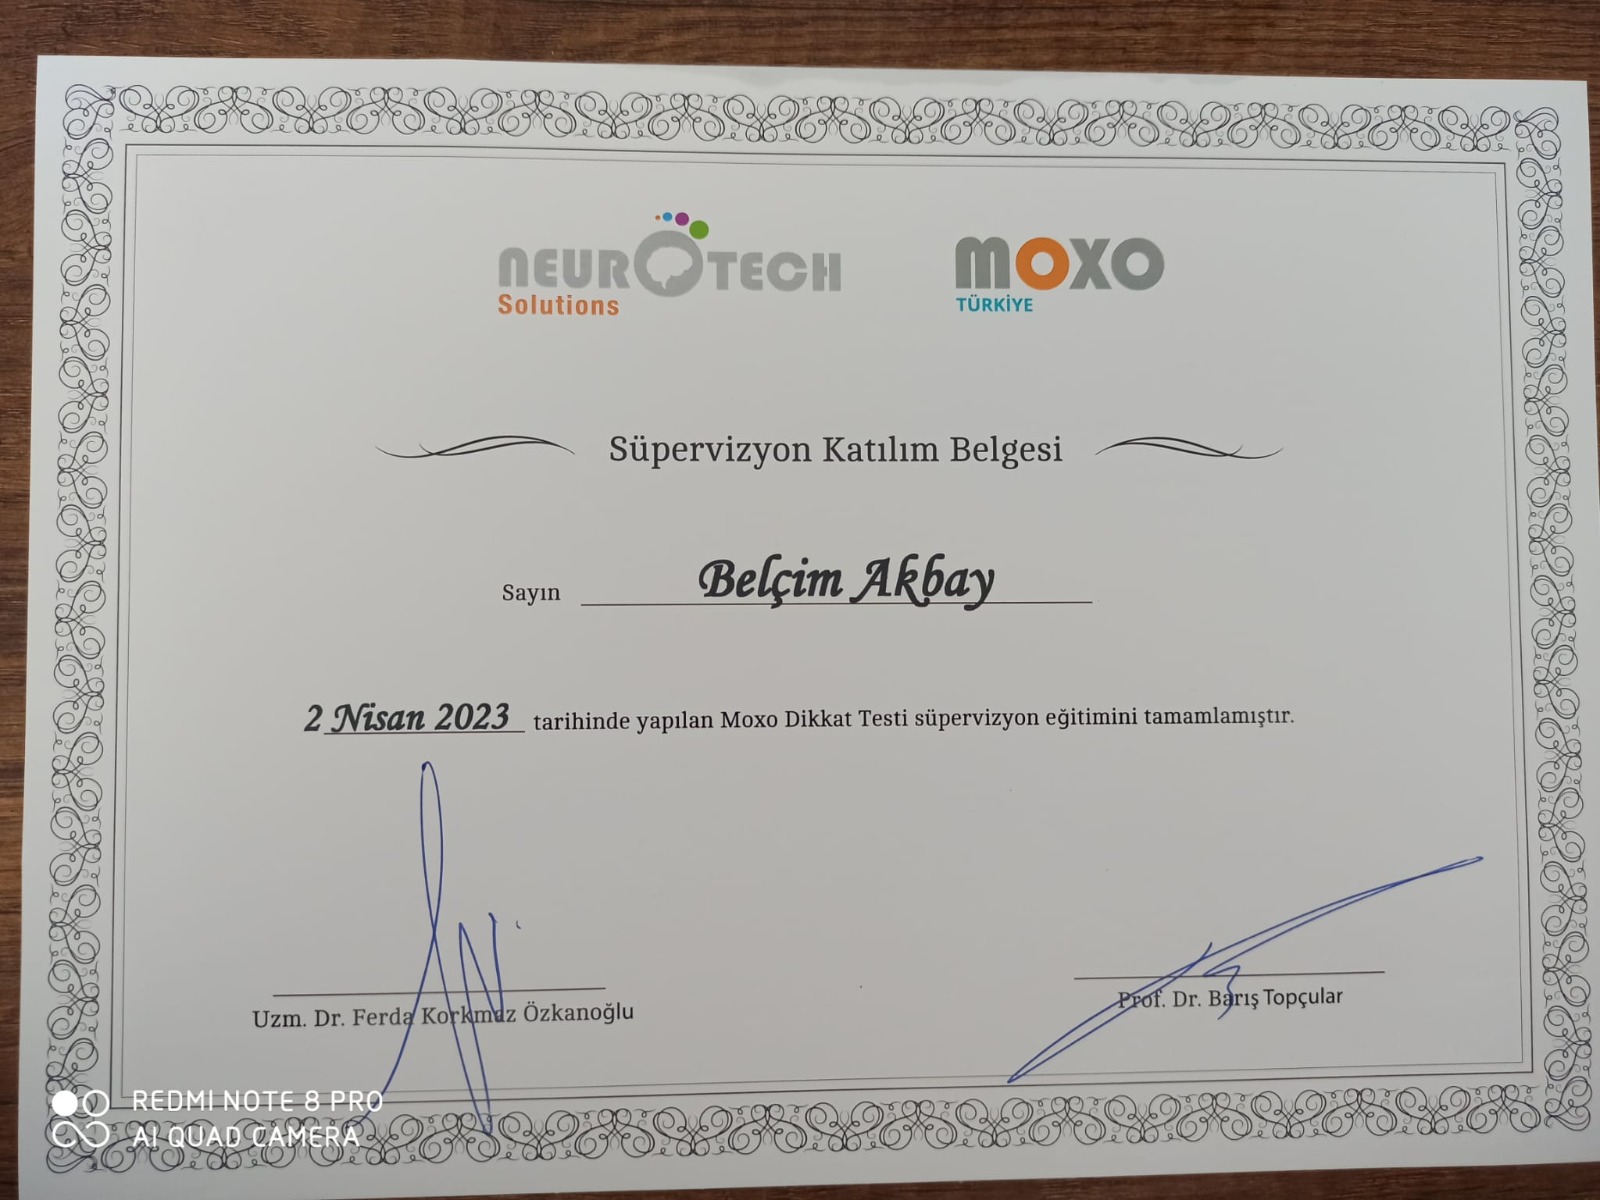 NEUROTECH
Solutions
MOXO
TÜRKİYE
Süpervizyon Katılım Belgesi
Sayın Belçim Akbay
2 Nisan 2023 tarihinde yapılan Moxo Dikkat Testi süpervizyon eğitimini tamamlamıştır.
Uzm. Dr. Ferda Korkmaz Özkanoğlu
Prof. Dr. Barış Topçular
REDMI NOTE 8 PRO
AI QUAD CAMERA